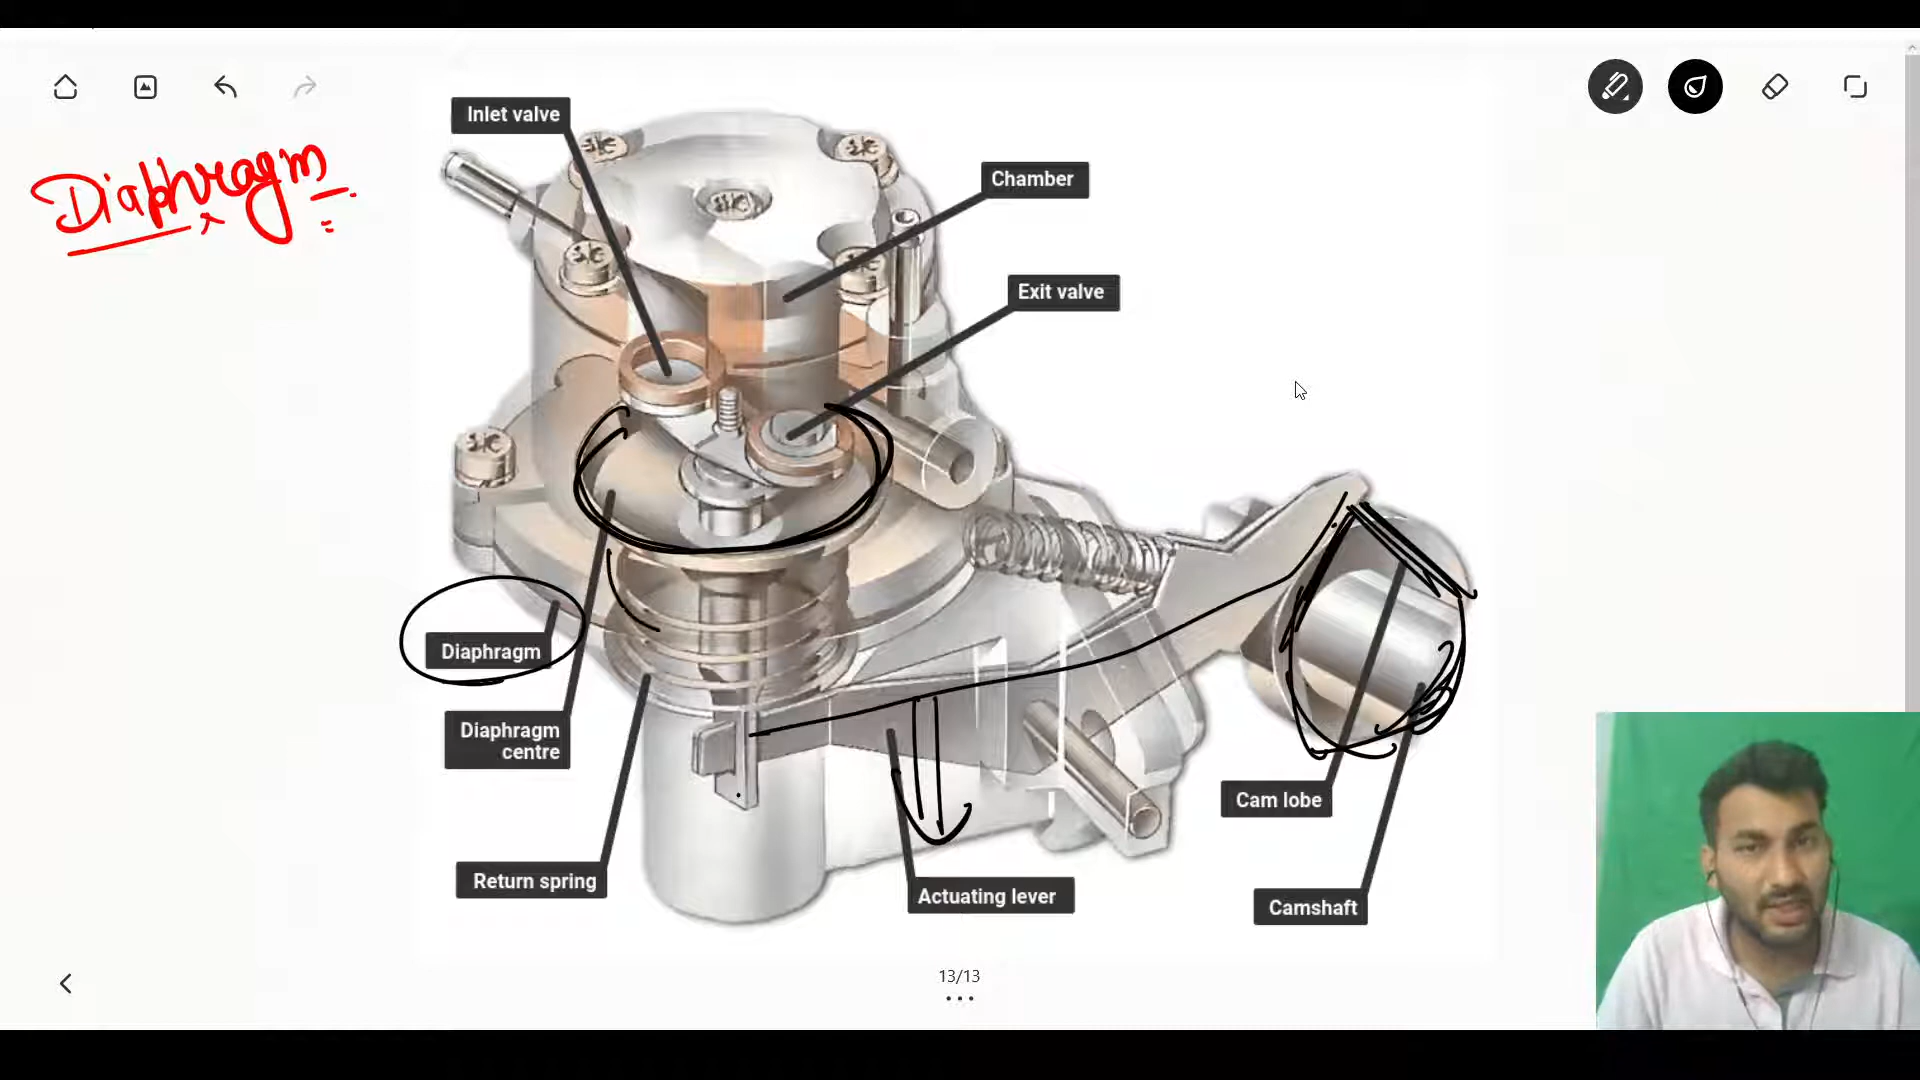 Diaphragm
Inlet valve
Chamber
Exit valve
Diaphragm
Diaphragm
centre
Return spring
Actuating lever
Cam lobe
Camshaft
13/13